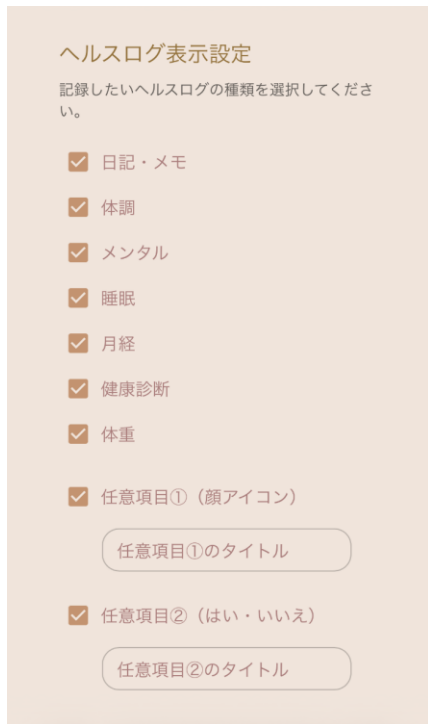 ヘルスログ表示設定
記録したいヘルスログの種類を選択してくださ
い。
日記・メモ
体調
メンタル
睡眠
月経
健康診断
体重
任意項目①（顔アイコン）
任意項目①のタイトル
任意項目②（はい・いいえ）
任意項目②のタイトル